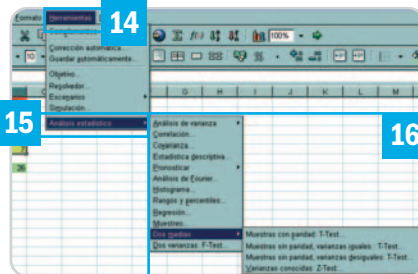 Formato Herramientas
14
Corrección automática...
Guardar automáticamente...
Objetivo...
Resolvedor...
Escenarios
Simulación...
15
Análisis estadístico
16
100%
10
G H I J K L M
Análisis de varianza
Correlación...
Covarianza...
Estadística descriptiva...
Pronosticar
Análisis de Fourier...
Histograma...
Rangos y percentiles...
Regresión...
Muestreo...
Dos medias
Dos varianzas: F-Test...
Muestras con paridad: T-Test...
Muestras sin paridad, varianzas iguales: T-Test...
Muestras sin paridad, varianzas desiguales: T-Test...
Varianzas conocidas: Z-Test...
26